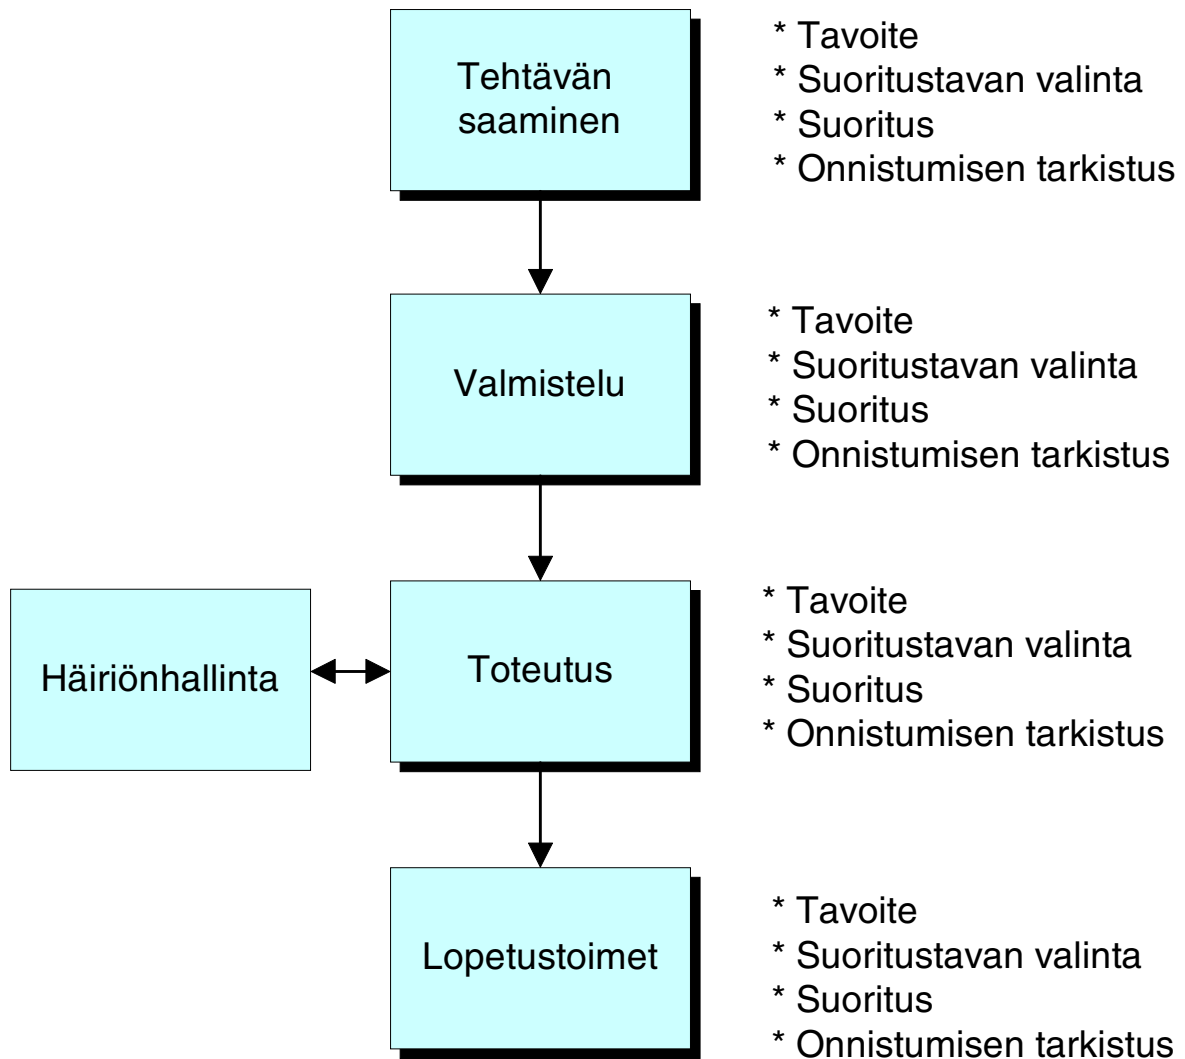 Tehtävän
saaminen
* Tavoite
* Suoritustavan valinta
* Suoritus
* Onnistumisen tarkistus
Valmistelu
* Tavoite
* Suoritustavan valinta
* Suoritus
* Onnistumisen tarkistus
Häiriönhallinta
Toteutus
* Tavoite
* Suoritustavan valinta
* Suoritus
* Onnistumisen tarkistus
Lopetustoimet
* Tavoite
* Suoritustavan valinta
* Suoritus
* Onnistumisen tarkistus